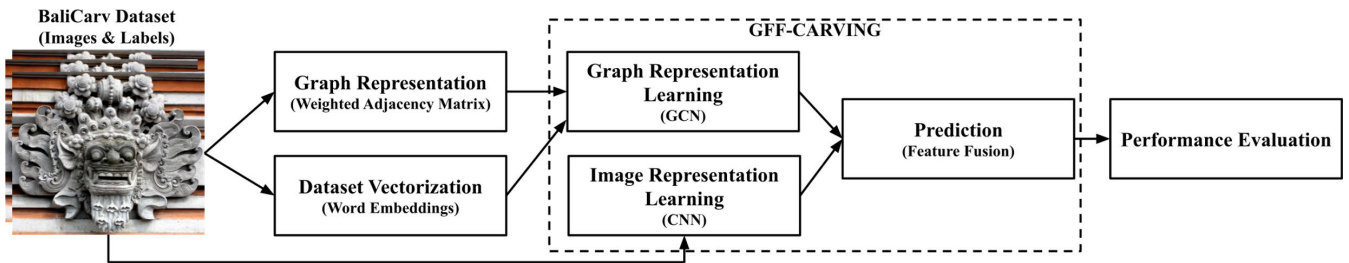 BaliCarv Dataset
(Images & Labels)
Graph Representation
(Weighted Adjacency Matrix)
Dataset Vectorization
(Word Embeddings)
GFF-CARVING
Graph Representation
Learning
(GCN)
Image Representation
Learning
(CNN)
Prediction
(Feature Fusion)
Performance Evaluation